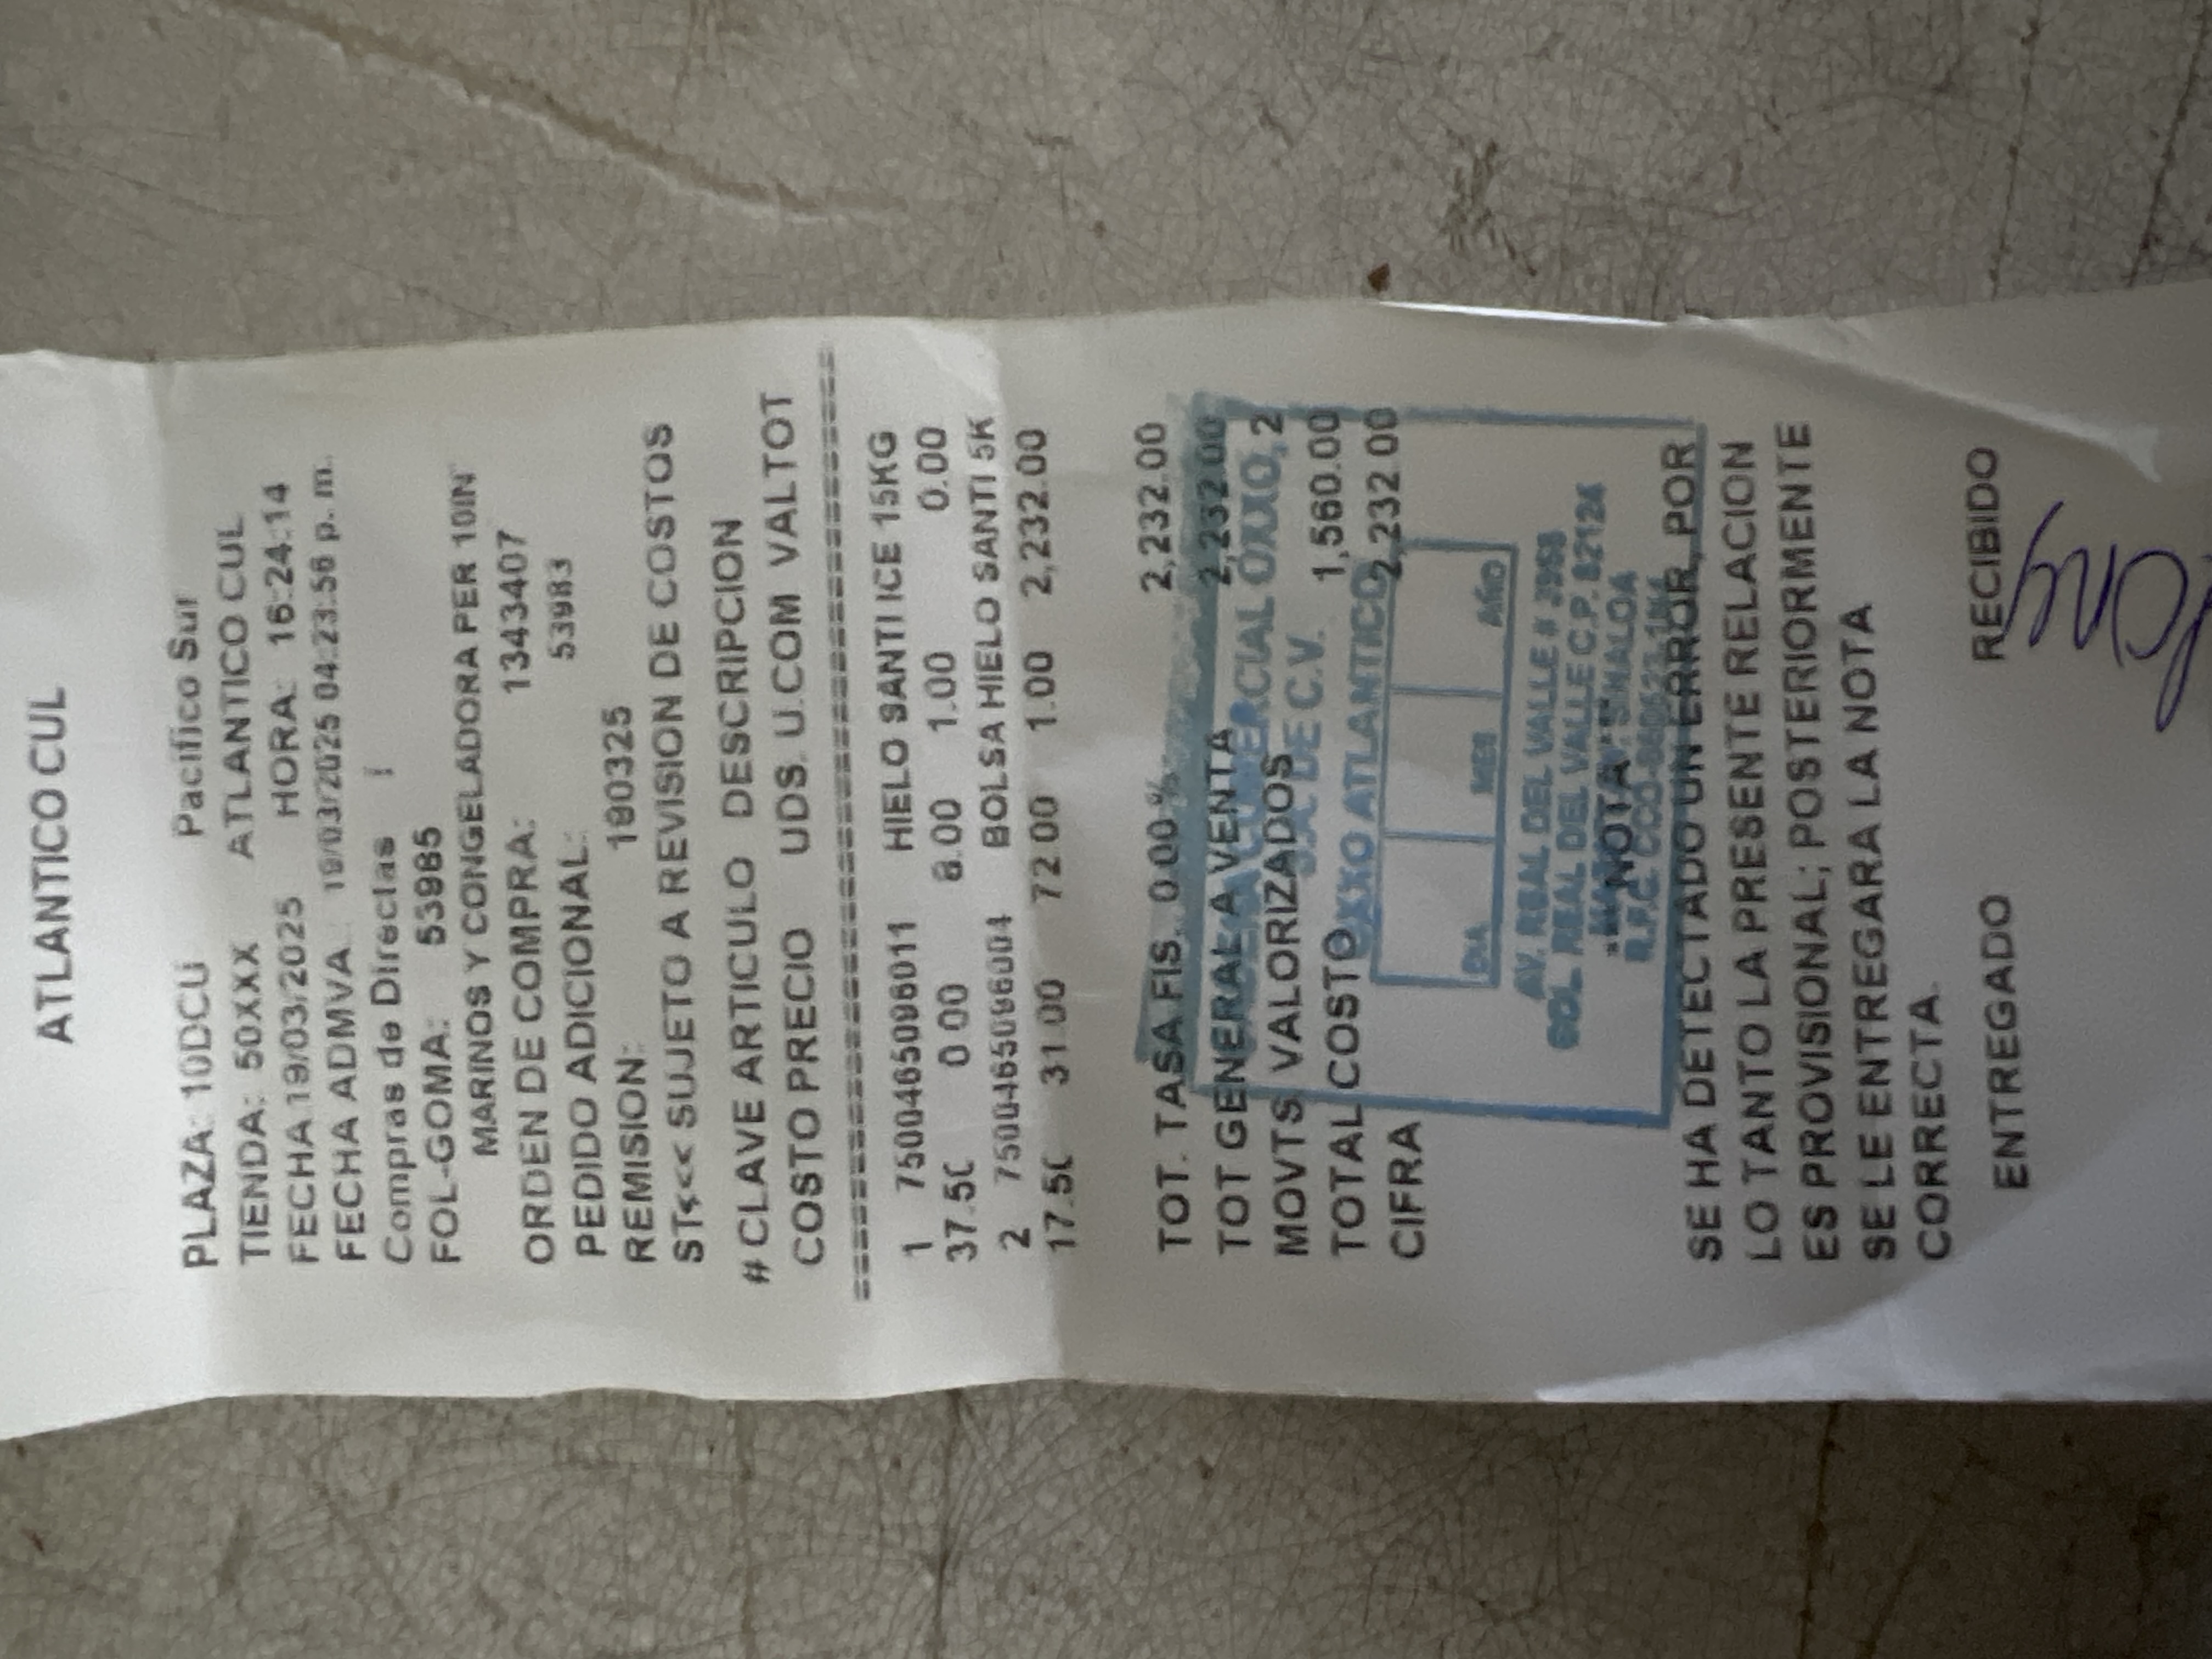 ATLANTICO CUL
PLAZA: 10DCU Pacifico Sur
TIENDA: 50XXX ATLANTICO CUL
FECHA 19/03/2025 HORA: 16:24:14
FECHA ADMVA 19/03/2025 04:23:56 p. m.
Compras de Directas
FOL-GOMA: 53985
MARINOS Y CONGELADORA PER 10IN
ORDEN DE COMPRA: 1343407
PEDIDO ADICIONAL: 53983
REMISION: 190325
ST<<< SUJETO A REVISION DE COSTOS
# CLAVE ARTICULO DESCRIPCION
COSTO PRECIO UDS. U.COM VALTOT
1 7500465096011 HIELO SANTI ICE 15KG
37.50 0.00 8.00 1.00 0.00
2 7500465096004 BOLSA HIELO SANTI 5K
17.50 31.00 72.00 1.00 2,232.00
TOT. TASA FIS. 0.00 % 2,232.00
TOT GENERAL A VENTA 2,232.00
MOVTS VALORIZADOS 2
TOTAL COSTO 1,560.00
CIFRA 2,232.00
CADENA COMERCIAL OXXO,
S.A. DE C.V.
OXXO ATLANTICO
DIA MES AÑO
AV. REAL DEL VALLE # 3958
COL. REAL DEL VALLE C.P. 82124
SINALOA
R.F.C. CCO-860523-1N4
NOTA
SE HA DETECTADO UN ERROR, POR
LO TANTO LA PRESENTE RELACION
ES PROVISIONAL; POSTERIORMENTE
SE LE ENTREGARA LA NOTA
CORRECTA.
ENTREGADO RECIBIDO